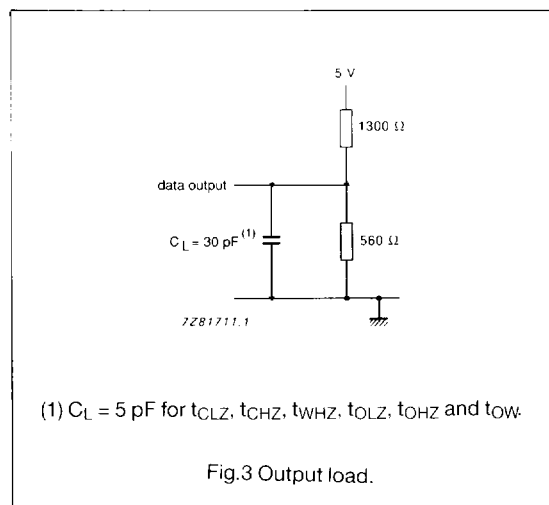 5 V
1300 Ω
data output
C_L = 30 pF (1)
560 Ω
7Z81711.1
(1) C_L = 5 pF for t_CLZ, t_CHZ, t_WHZ, t_OLZ, t_OHZ and t_OW.
Fig.3 Output load.